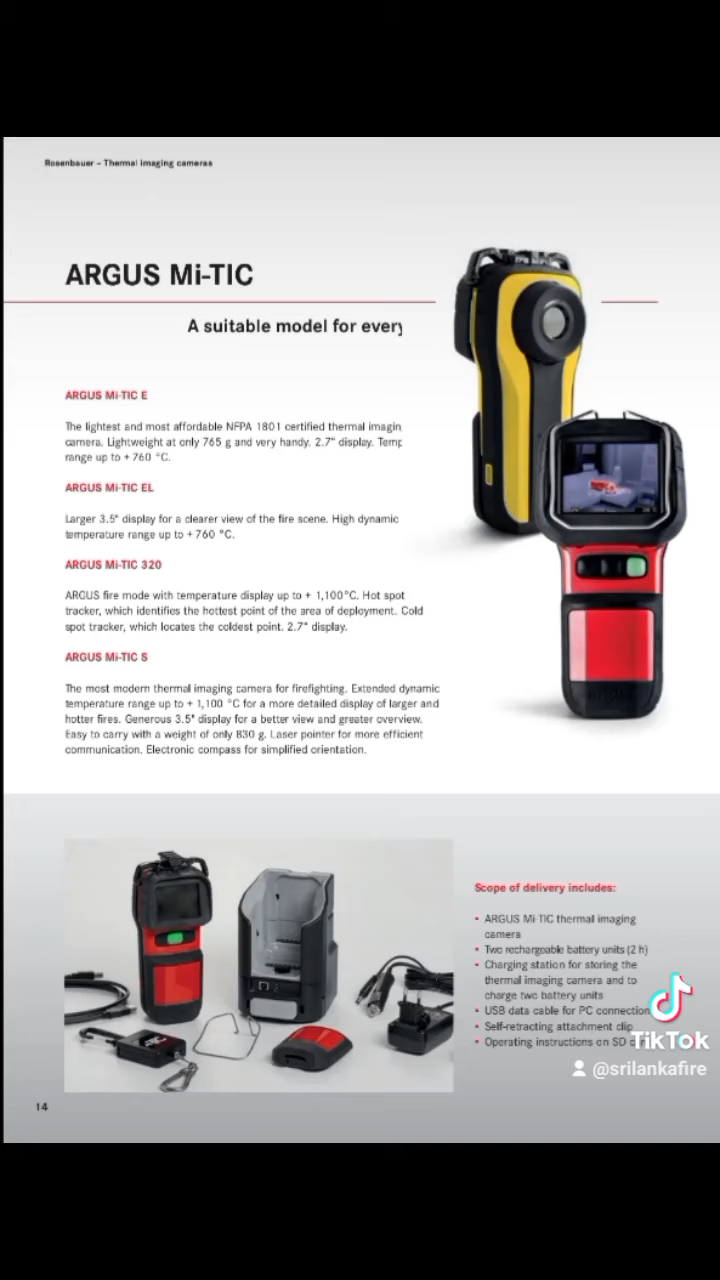 Rosenbauer – Thermal imaging cameras
ARGUS Mi-TIC
A suitable model for every
ARGUS Mi-TIC E
The lightest and most affordable NFPA 1801 certified thermal imagin
camera. Lightweight at only 765 g and very handy. 2.7" display. Temp
range up to + 760 °C.
ARGUS Mi-TIC EL
Larger 3.5" display for a clearer view of the fire scene. High dynamic
temperature range up to + 760 °C.
ARGUS Mi-TIC 320
ARGUS fire mode with temperature display up to + 1,100°C. Hot spot
tracker, which identifies the hottest point of the area of deployment. Cold
spot tracker, which locates the coldest point. 2.7" display.
ARGUS Mi-TIC S
The most modern thermal imaging camera for firefighting. Extended dynamic
temperature range up to + 1,100 °C for a more detailed display of larger and
hotter fires. Generous 3.5" display for a better view and greater overview.
Easy to carry with a weight of only 830 g. Laser pointer for more efficient
communication. Electronic compass for simplified orientation.
Scope of delivery includes:
• ARGUS Mi-TIC thermal imaging
camera
• Two rechargeable battery units (2 h)
• Charging station for storing the
thermal imaging camera and to
charge two battery units
• USB data cable for PC connection
• Self-retracting attachment clip
• Operating instructions on SD
TikTok
@srilankafire
14